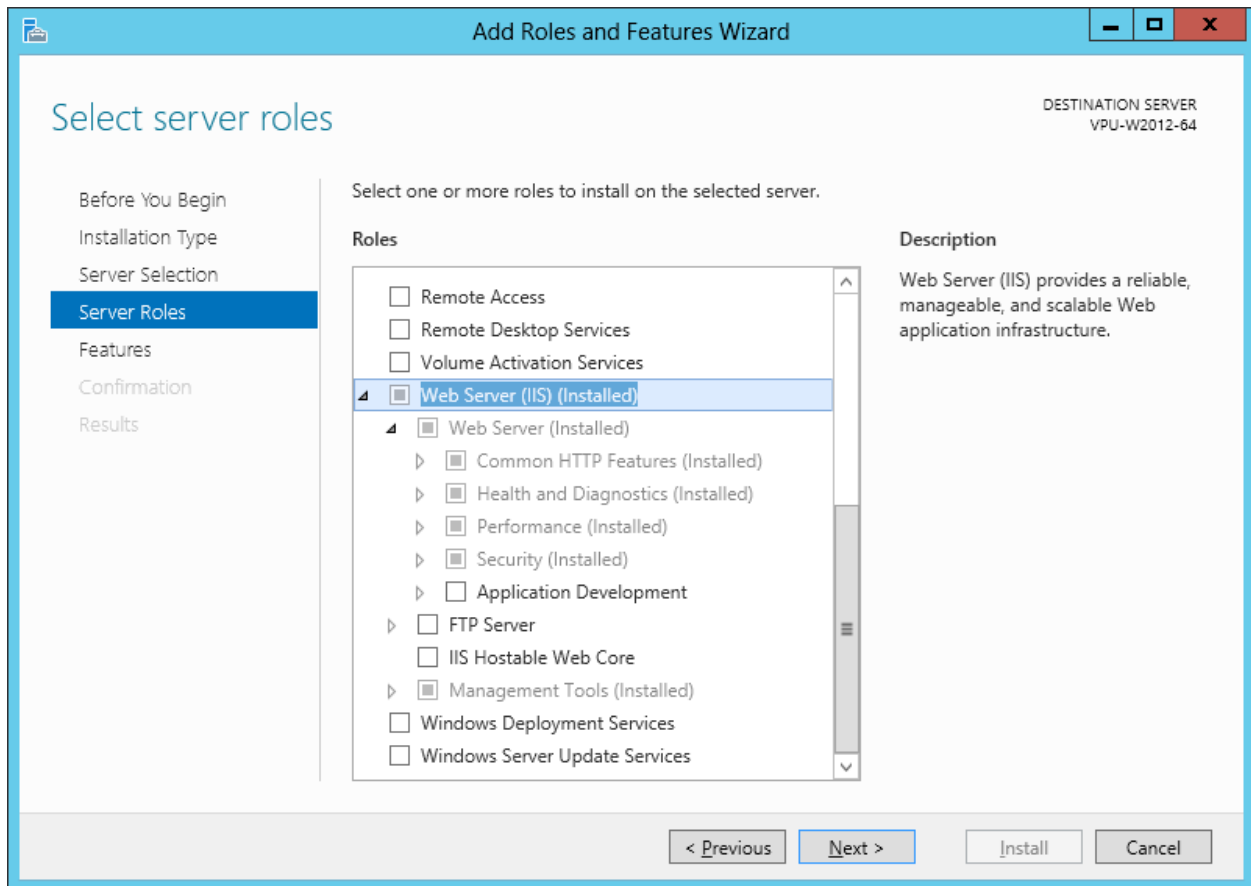 Add Roles and Features Wizard
Select server roles
DESTINATION SERVER
VPU-W2012-64
Before You Begin
Installation Type
Server Selection
Server Roles
Features
Confirmation
Results
Select one or more roles to install on the selected server.
Roles
Remote Access
Remote Desktop Services
Volume Activation Services
Web Server (IIS) (Installed)
Web Server (Installed)
Common HTTP Features (Installed)
Health and Diagnostics (Installed)
Performance (Installed)
Security (Installed)
Application Development
FTP Server
IIS Hostable Web Core
Management Tools (Installed)
Windows Deployment Services
Windows Server Update Services
Description
Web Server (IIS) provides a reliable,
manageable, and scalable Web
application infrastructure.
< Previous
Next >
Install
Cancel